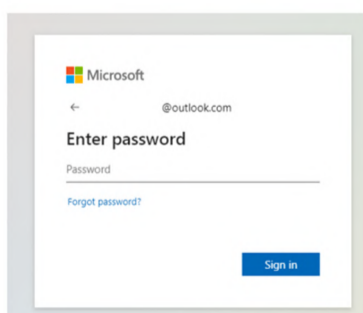 Microsoft
← @outlook.com
Enter password
Password
Forgot password?
Sign in